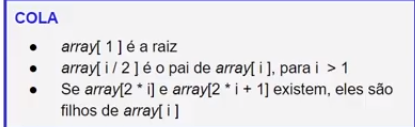 COLA
● array[ 1 ] é a raiz
● array[ i / 2 ] é o pai de array[ i ], para i > 1
● Se array[2 * i] e array[2 * i + 1] existem, eles são
filhos de array[ i ]